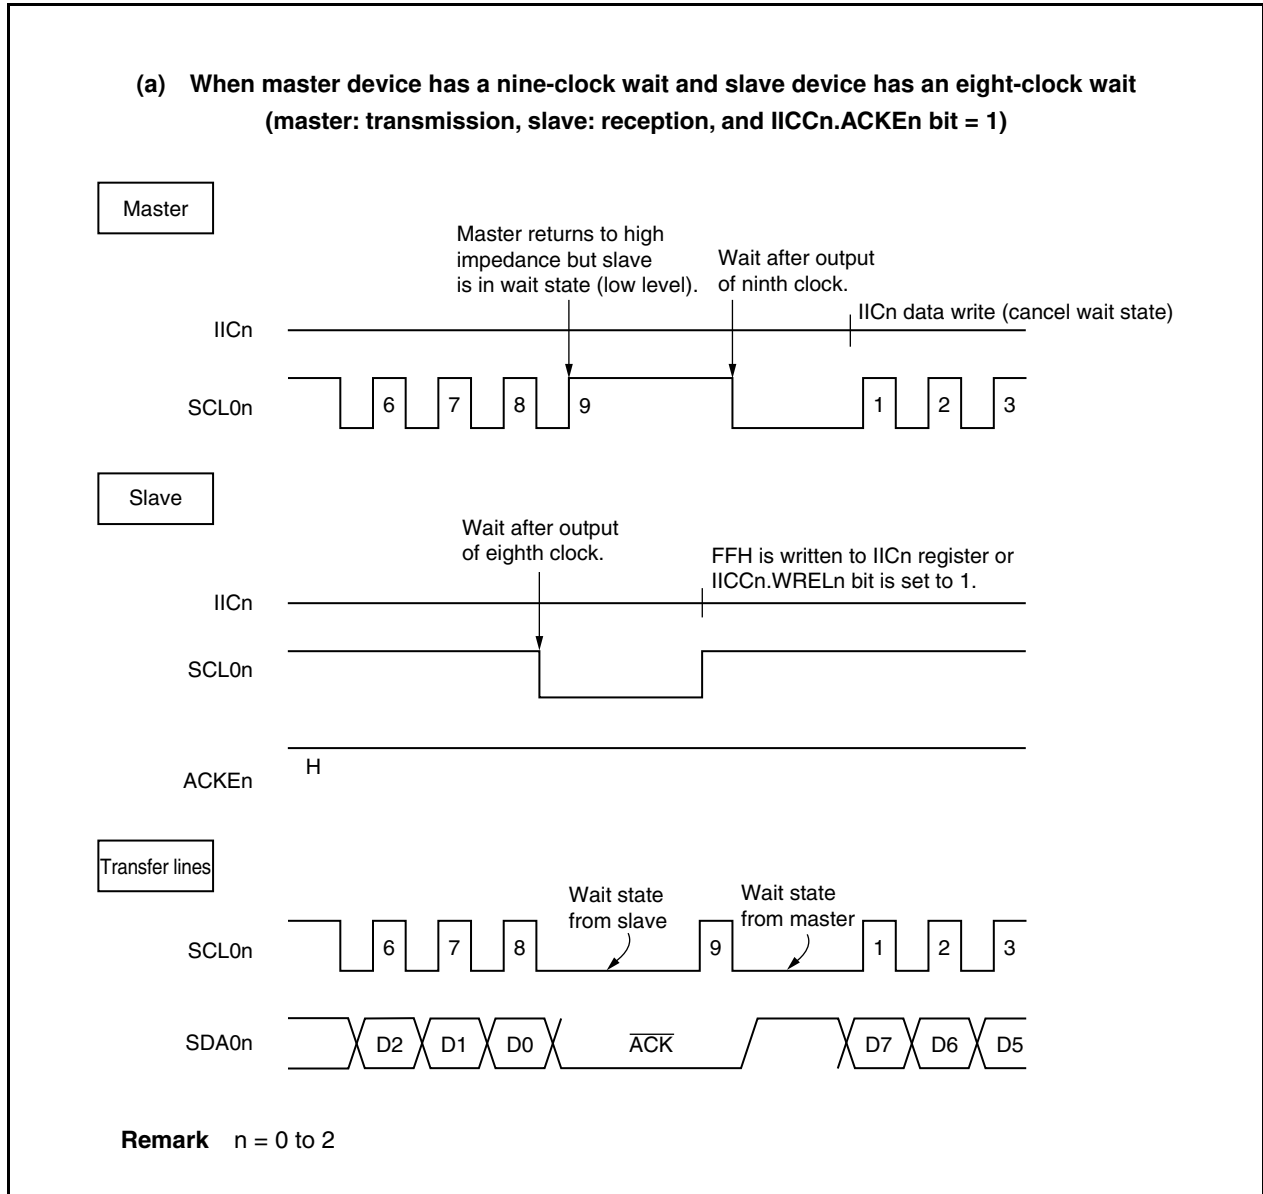 (a) When master device has a nine-clock wait and slave device has an eight-clock wait
(master: transmission, slave: reception, and IICCn.ACKEn bit = 1)
Master
Master returns to high
impedance but slave
is in wait state (low level).
Wait after output
of ninth clock.
IICn data write (cancel wait state)
IICn
SCL0n
6 7 8 9 1 2 3
Slave
Wait after output
of eighth clock.
FFH is written to IICn register or
IICCn.WRELn bit is set to 1.
IICn
SCL0n
H
ACKEn
Transfer lines
Wait state
from slave
Wait state
from master
SCL0n
6 7 8 9 1 2 3
SDA0n
D2 D1 D0 ACK D7 D6 D5
Remark n = 0 to 2